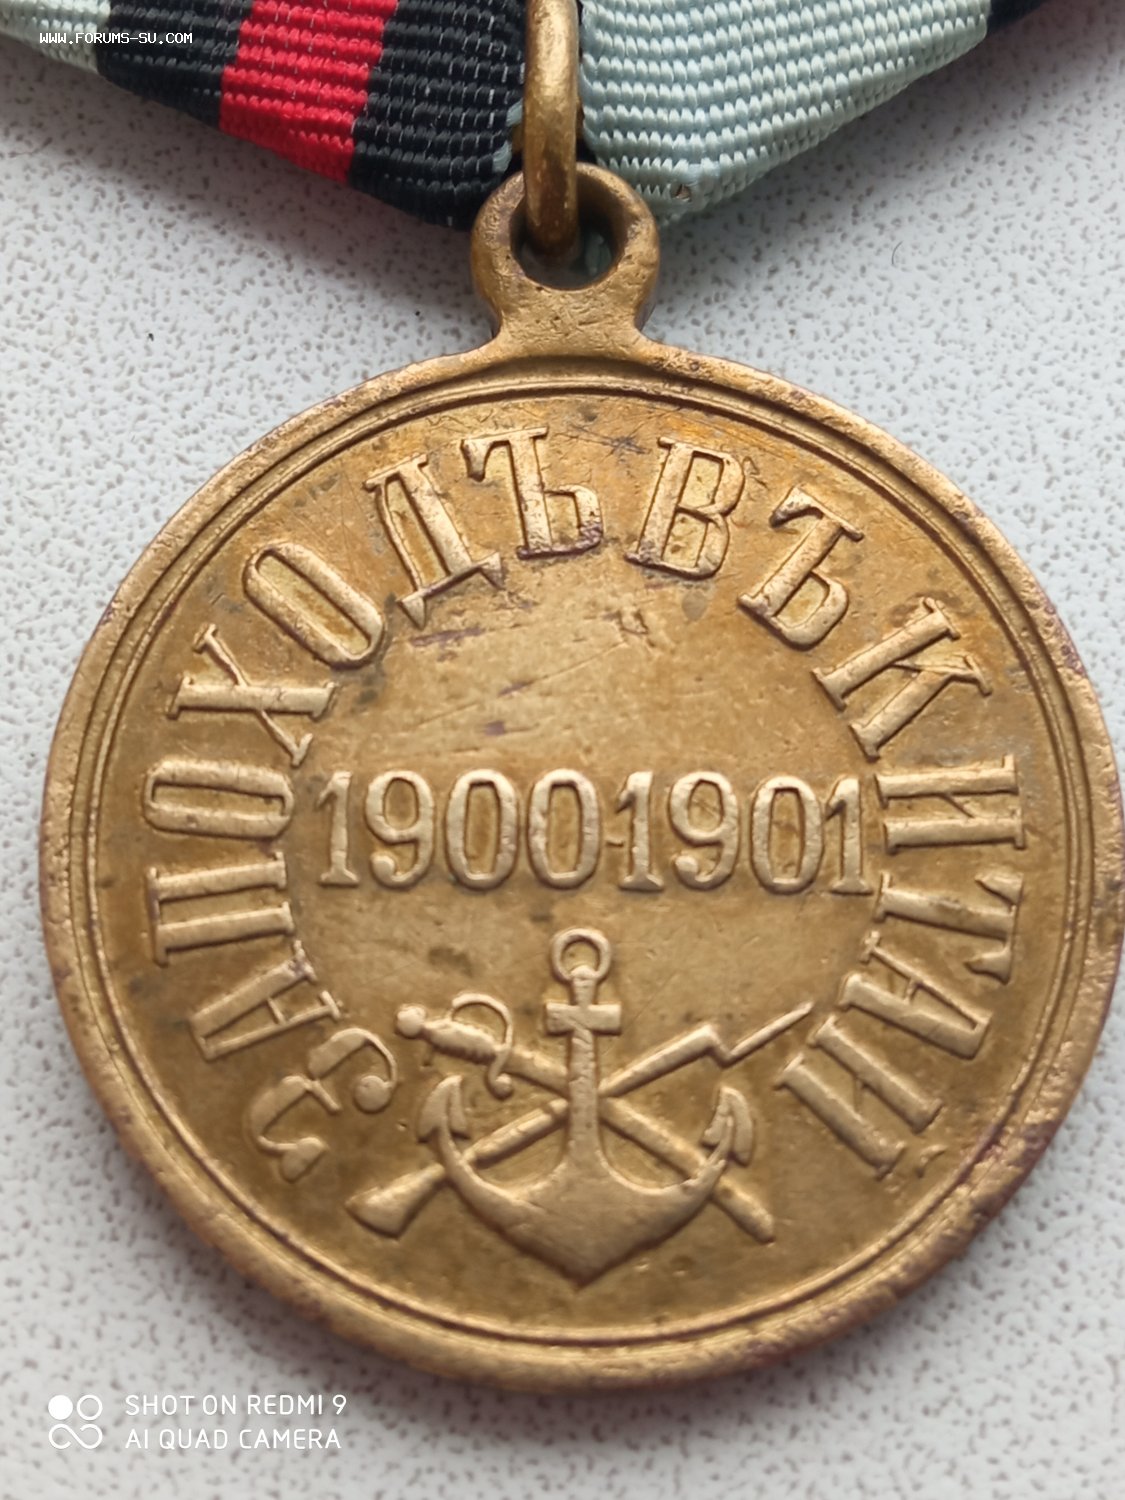 www.FORUMS-SU.COM
ЗА ПОХОДЪ ВЪ КИТАЙ
1900-1901
SHOT ON REDMI 9
AI QUAD CAMERA